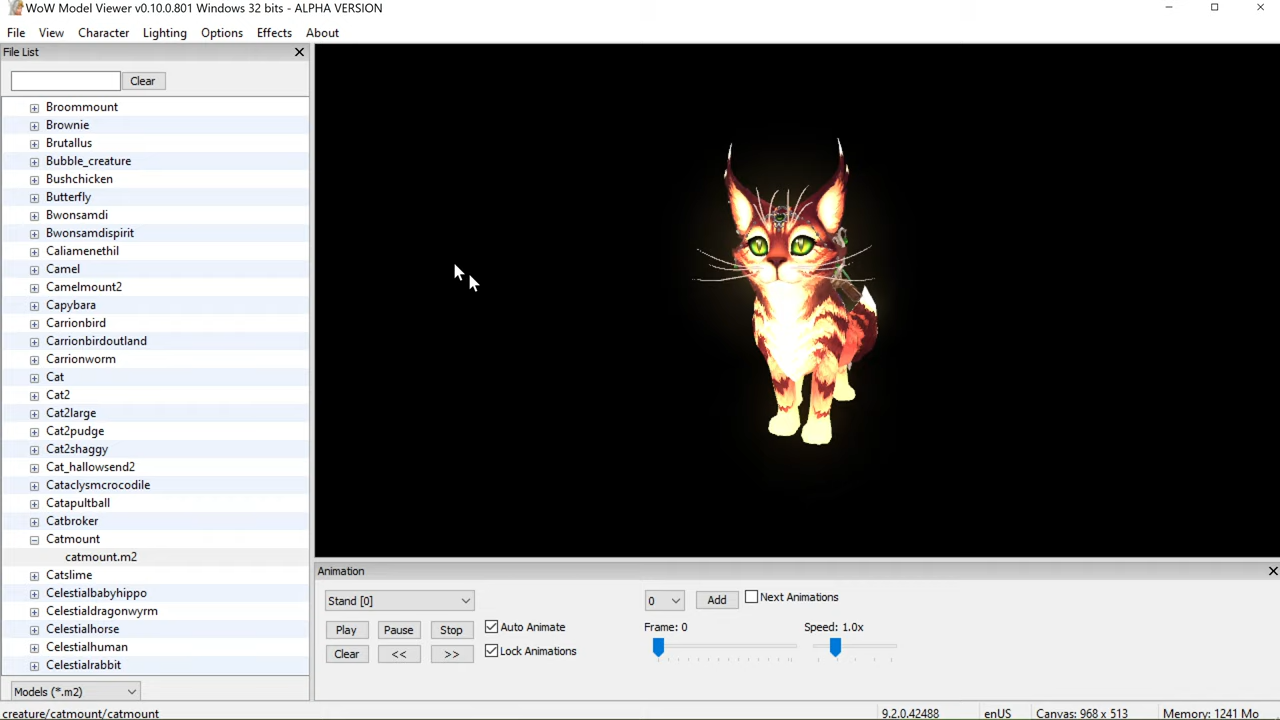 WoW Model Viewer v0.10.0.801 Windows 32 bits - ALPHA VERSION
File View Character Lighting Options Effects About
File List
Clear
Broommount
Brownie
Brutallus
Bubble_creature
Bushchicken
Butterfly
Bwonsamdi
Bwonsamdispirit
Caliamenethil
Camel
Camelmount2
Capybara
Carrionbird
Carrionbirdoutland
Carrionworm
Cat
Cat2
Cat2large
Cat2pudge
Cat2shaggy
Cat_hallowsend2
Cataclysmcrocodile
Catapultball
Catbroker
Catmount
catmount.m2
Catslime
Celestialbabyhippo
Celestialdragonwyrm
Celestialhorse
Celestialhuman
Celestialrabbit
Models (*.m2)
Animation
Stand [0] 0 Add Next Animations
Play Pause Stop Auto Animate Frame: 0 Speed: 1.0x
Clear << >> Lock Animations
creature/catmount/catmount 9.2.0.42488 enUS Canvas: 968 x 513 Memory: 1241 Mo